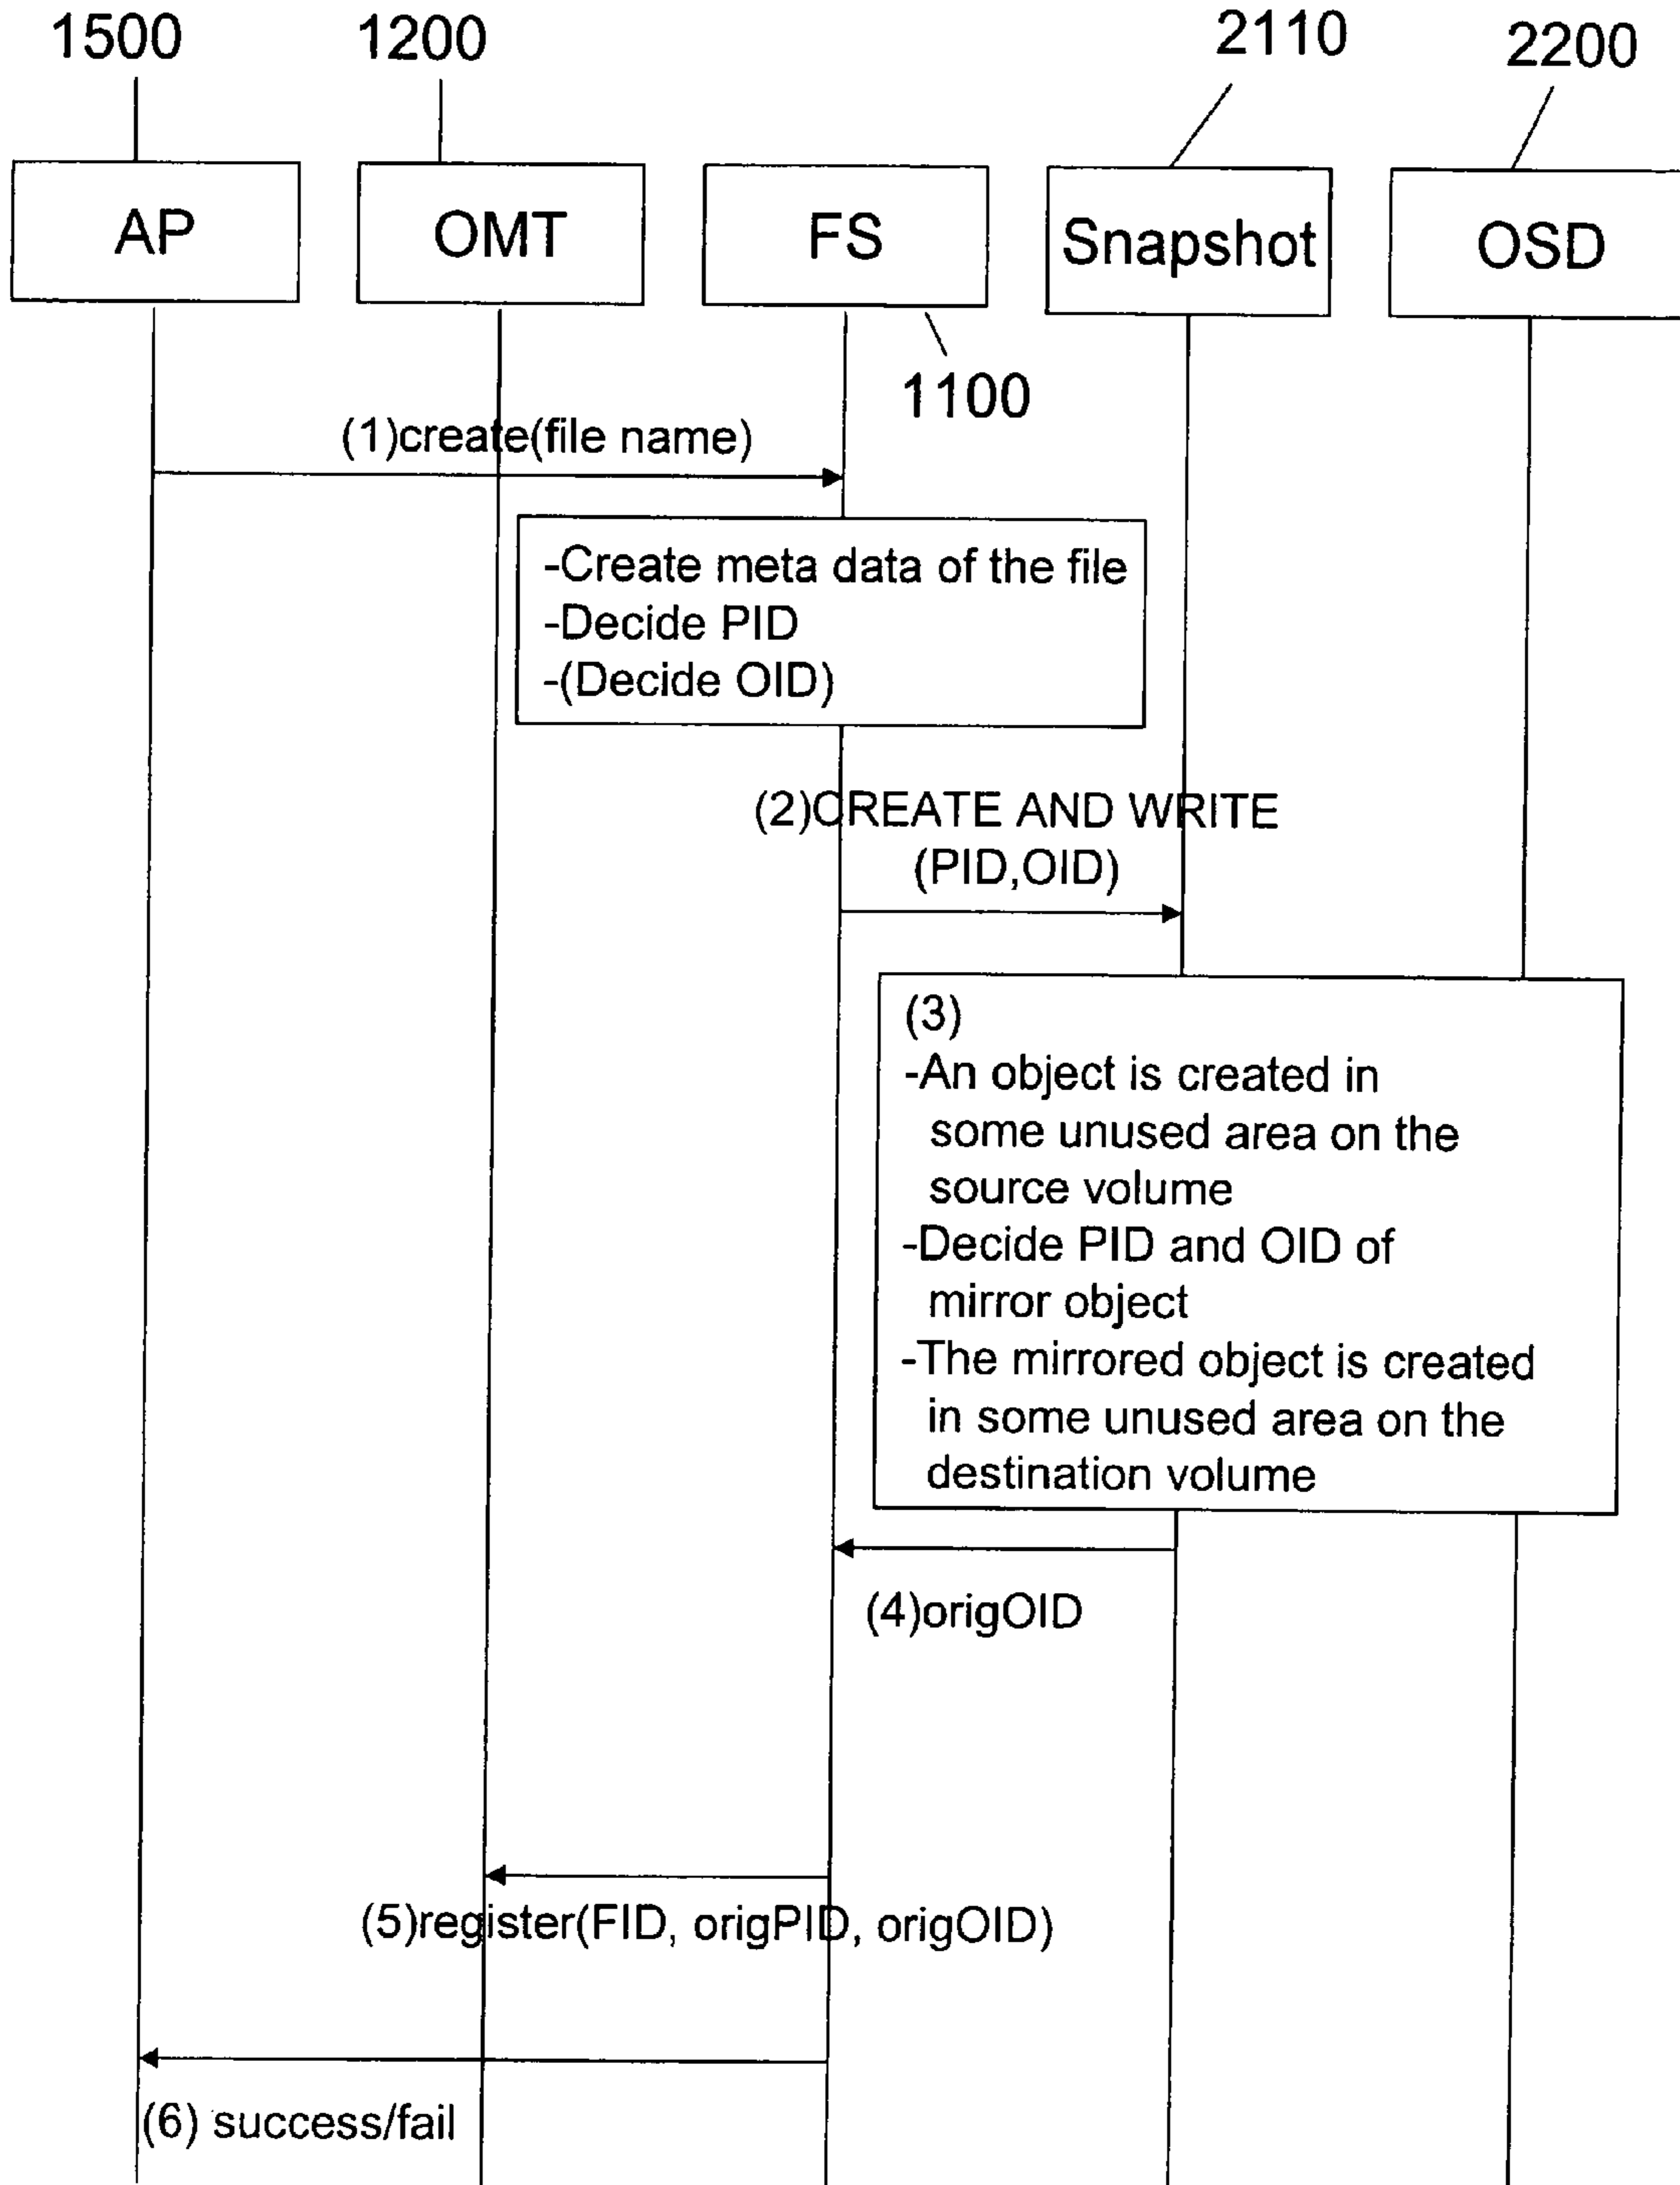 1500
1200
2110
2200
AP
OMT
FS
Snapshot
OSD
1100
(1)create(file name)
-Create meta data of the file
-Decide PID
-(Decide OID)
(2)CREATE AND WRITE
(PID,OID)
(3)
-An object is created in
some unused area on the
source volume
-Decide PID and OID of
mirror object
-The mirrored object is created
in some unused area on the
destination volume
(4)origOID
(5)register(FID, origPID, origOID)
(6) success/fail